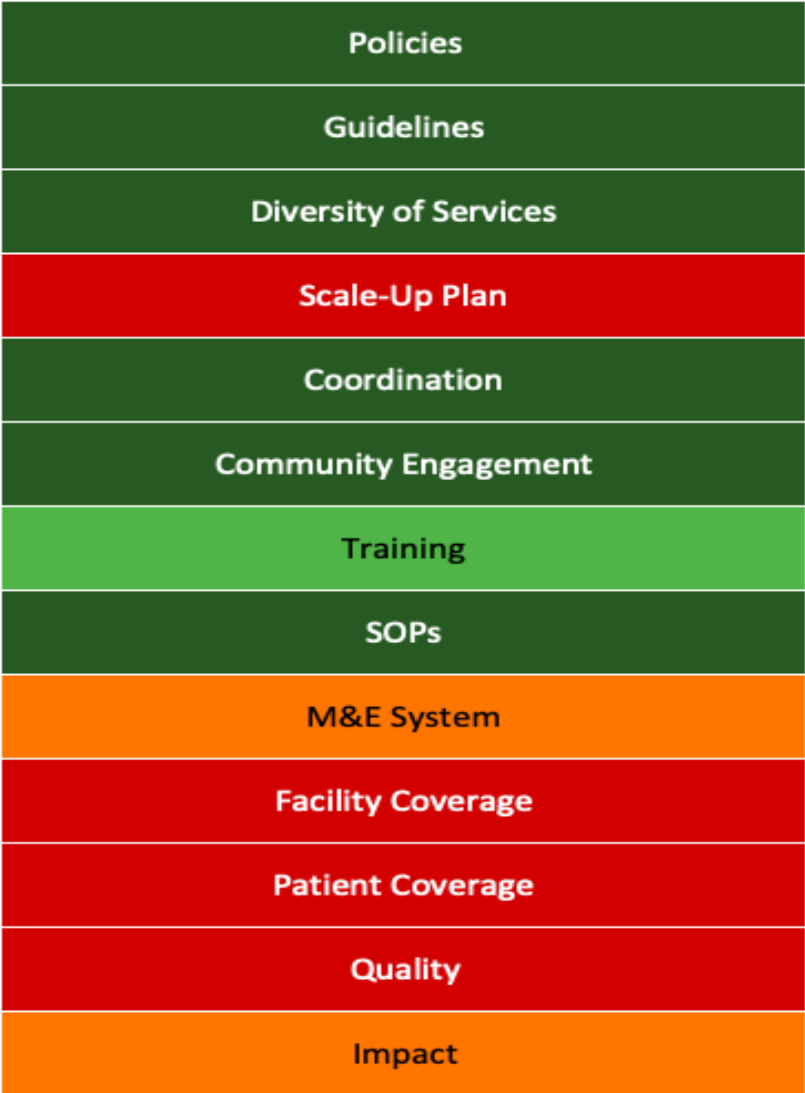 Policies
Guidelines
Diversity of Services
Scale-Up Plan
Coordination
Community Engagement
Training
SOPs
M&E System
Facility Coverage
Patient Coverage
Quality
Impact